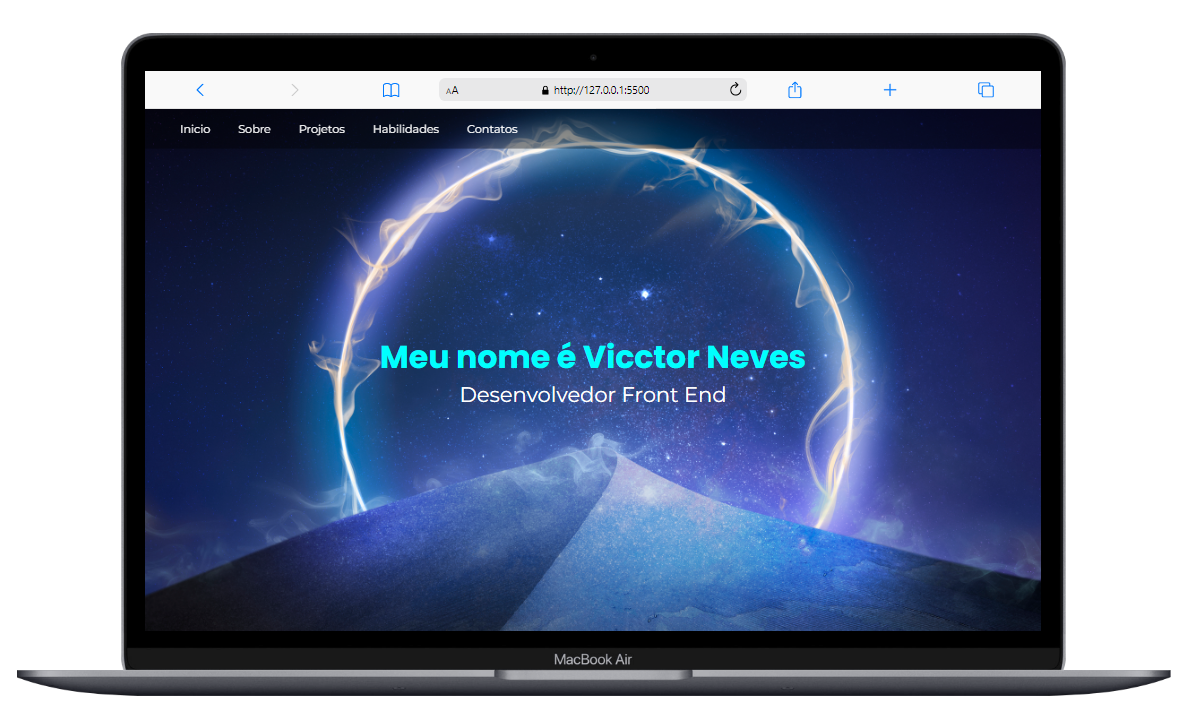 AA http://127.0.0.1:5500
Inicio Sobre Projetos Habilidades Contatos
Meu nome é Vicctor Neves
Desenvolvedor Front End
MacBook Air